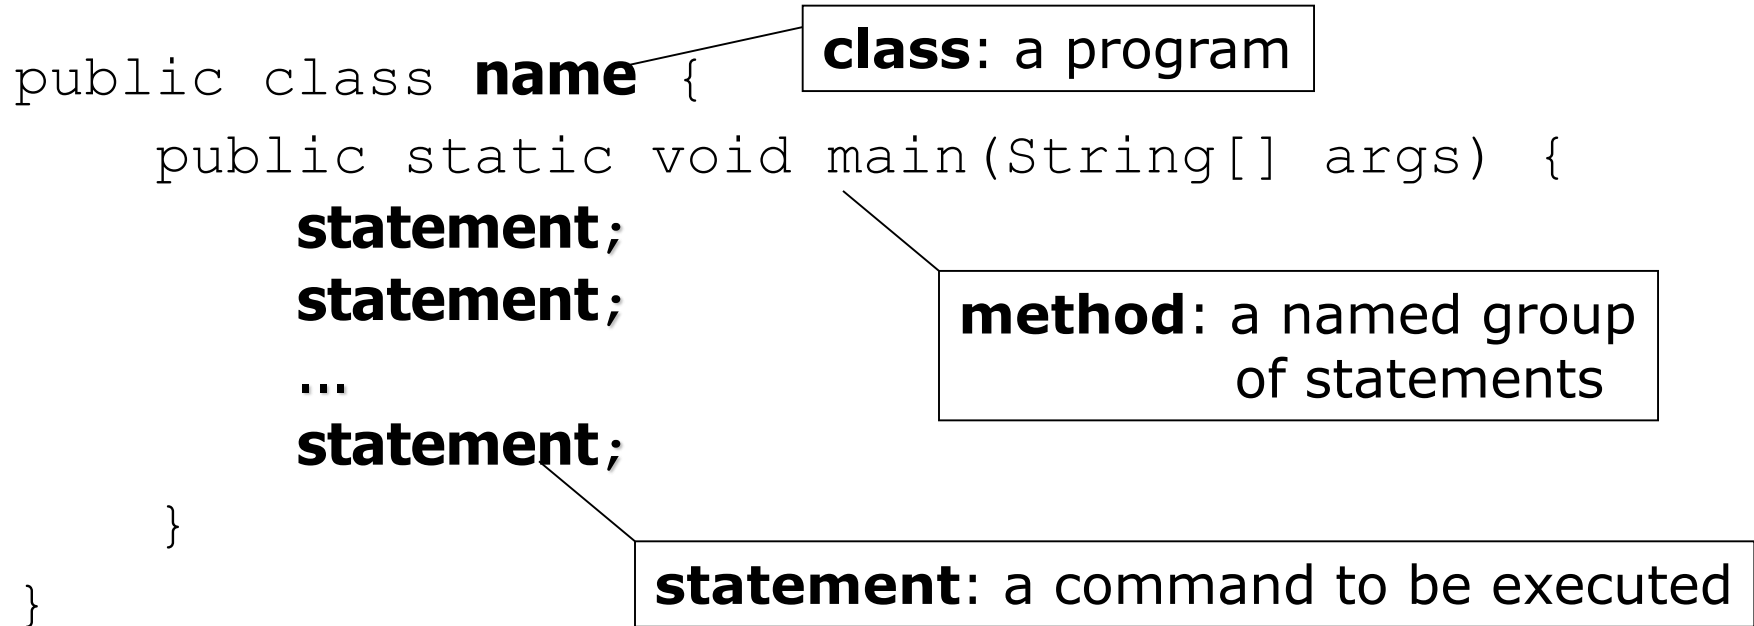 public class name {
class: a program
public static void main(String[] args) {
statement;
statement;
...
statement;
method: a named group
of statements
}
statement: a command to be executed
}